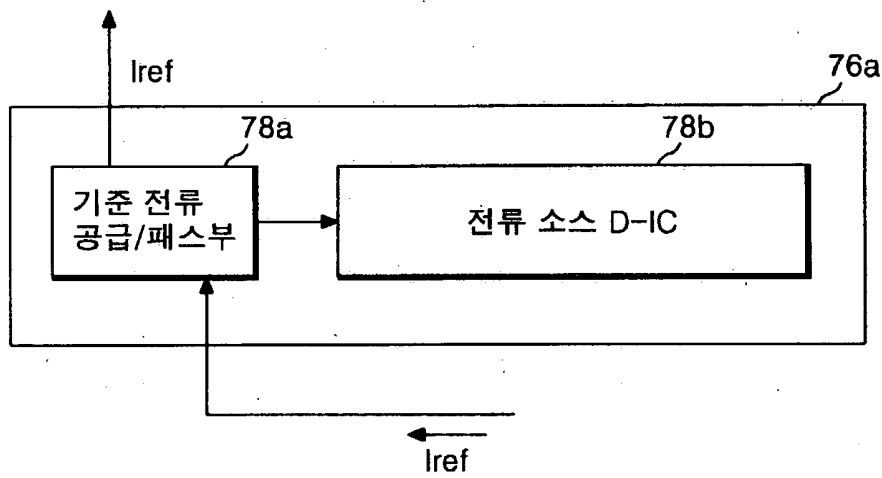 Iref
76a
78a
78b
기준 전류
공급/패스부
전류 소스 D-IC
Iref